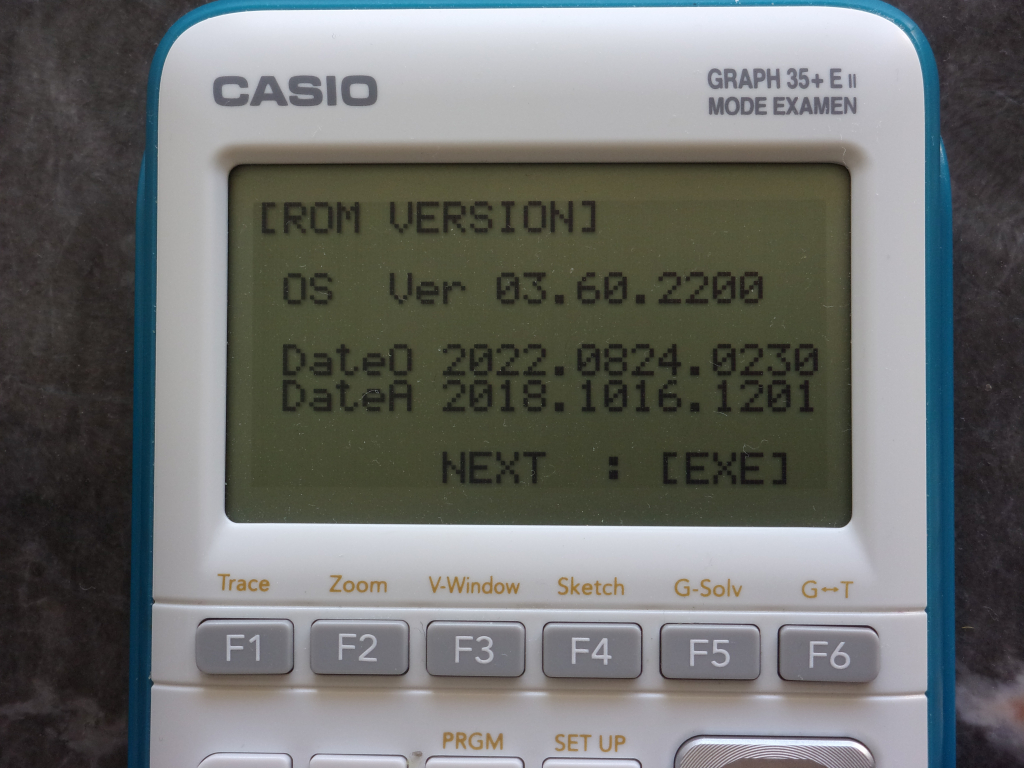 CASIO
GRAPH 35+ E II
MODE EXAMEN
[ROM VERSION]
OS Ver 03.60.2200
DateO 2022.0824.0230
DateA 2018.1016.1201
NEXT : [EXE]
Trace Zoom V-Window Sketch G-Solv G↔T
F1 F2 F3 F4 F5 F6
PRGM SET UP